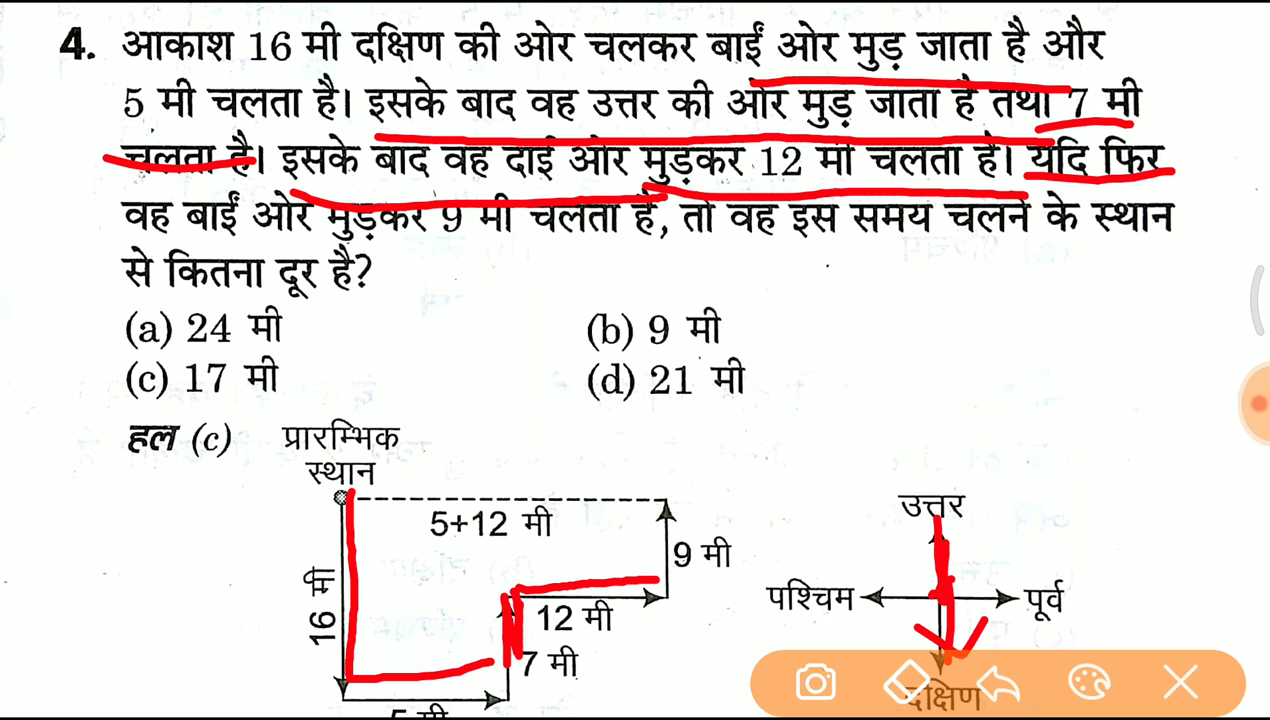 4. आकाश 16 मी दक्षिण की ओर चलकर बाईं ओर मुड़ जाता है और
5 मी चलता है। इसके बाद वह उत्तर की ओर मुड़ जाता है तथा 7 मी
चलता है। इसके बाद वह दाईं ओर मुड़कर 12 मी चलता है। यदि फिर
वह बाईं ओर मुड़कर 9 मी चलता है, तो वह इस समय चलने के स्थान
से कितना दूर है?
(a) 24 मी (b) 9 मी
(c) 17 मी (d) 21 मी
हल (c) प्रारम्भिक
स्थान
5+12 मी
9 मी
16 मी
12 मी
7 मी
5 मी
उत्तर
पश्चिम पूर्व
दक्षिण